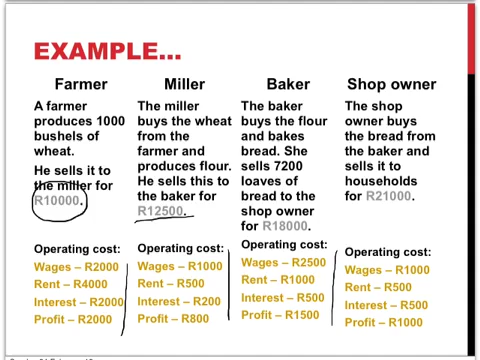 EXAMPLE...
Farmer
A farmer
produces 1000
bushels of
wheat.
He sells it to
the miller for
R10000.
Operating cost:
Wages – R2000
Rent – R4000
Interest – R2000
Profit – R2000
Miller
The miller
buys the wheat
from the
farmer and
produces flour.
He sells this to
the baker for
R12500.
Operating cost:
Wages – R1000
Rent – R500
Interest – R200
Profit – R800
Baker
The baker
buys the flour
and bakes
bread. She
sells 7200
loaves of
bread to the
shop owner
for R18000.
Operating cost:
Wages – R2500
Rent – R1000
Interest – R500
Profit – R1500
Shop owner
The shop
owner buys
the bread from
the baker and
sells it to
households
for R21000.
Operating cost:
Wages – R1000
Rent – R500
Interest – R500
Profit – R1000